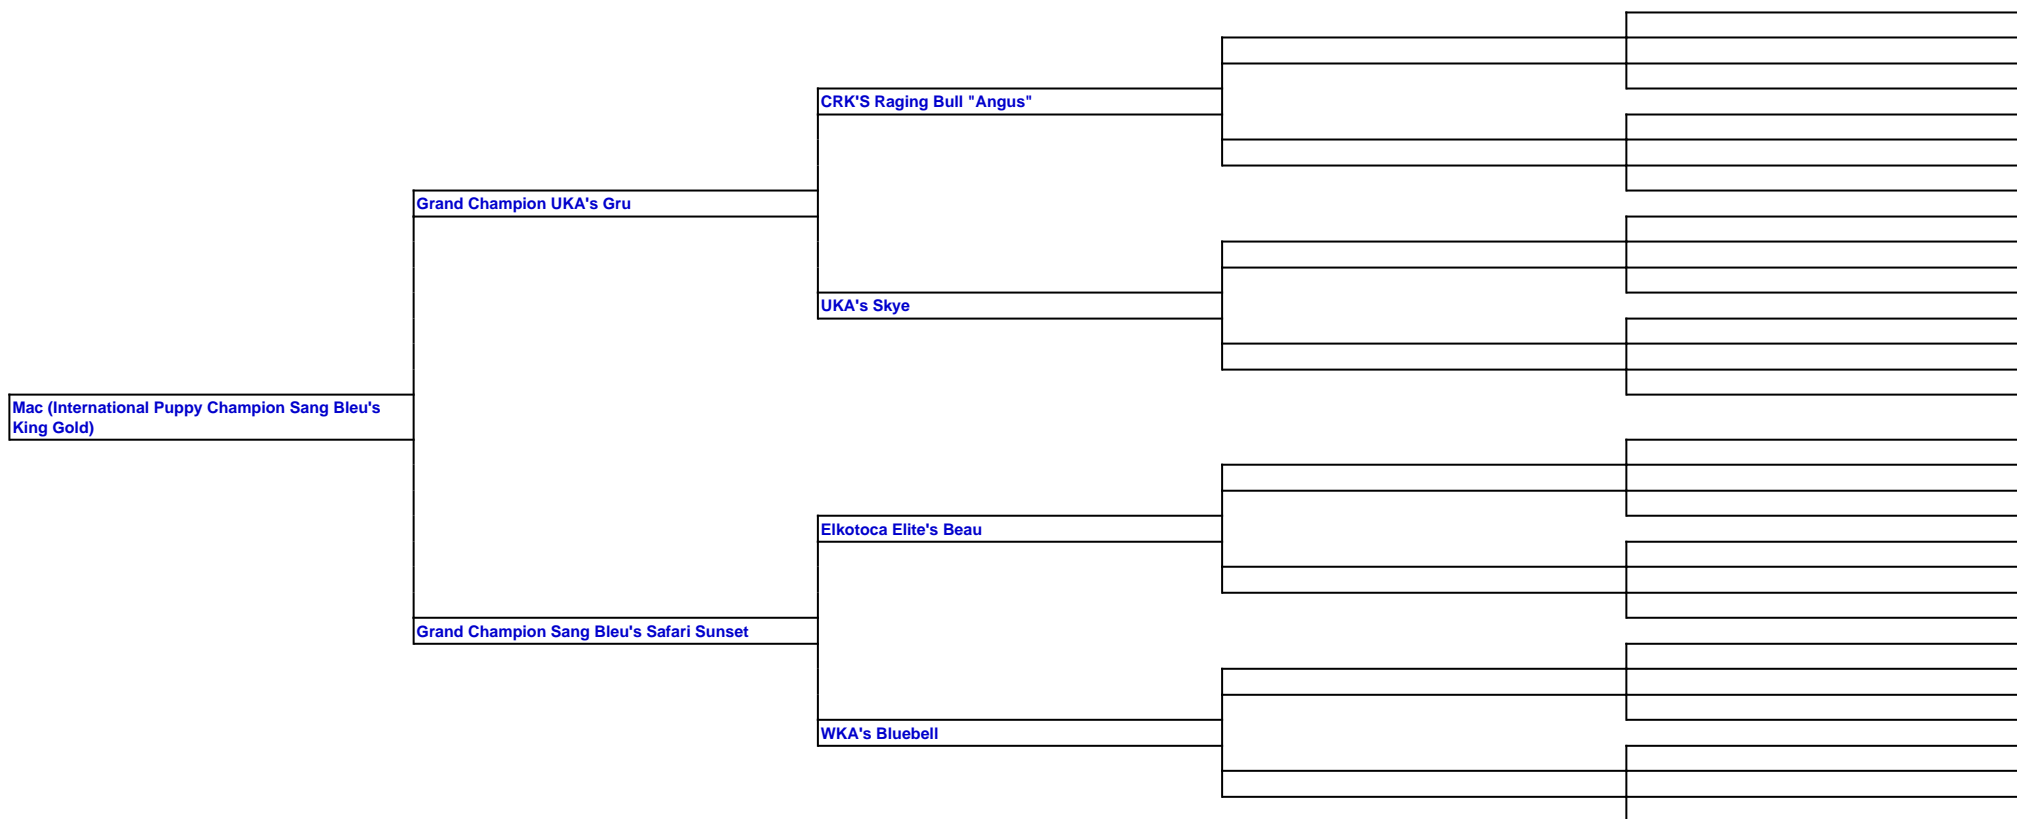 CRK'S Raging Bull "Angus"
Grand Champion UKA's Gru
UKA's Skye
Mac (International Puppy Champion Sang Bleu's
King Gold)
Elkotoca Elite's Beau
Grand Champion Sang Bleu's Safari Sunset
WKA's Bluebell